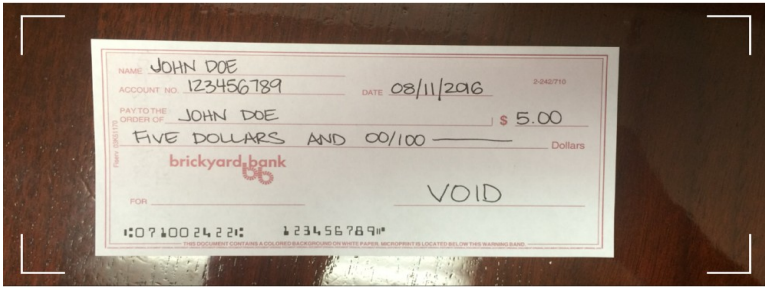 NAME JOHN DOE
ACCOUNT NO. 123456789 DATE 08/11/2016 2-242/710
PAY TO THE
ORDER OF JOHN DOE $ 5.00
FIVE DOLLARS AND 00/100 Dollars
brickyard bank
bb
FOR VOID
⑆071002422⑆ 123456789⑈
THIS DOCUMENT CONTAINS A COLORED BACKGROUND ON WHITE PAPER. MICROPRINT IS LOCATED BELOW THIS WARNING BAND